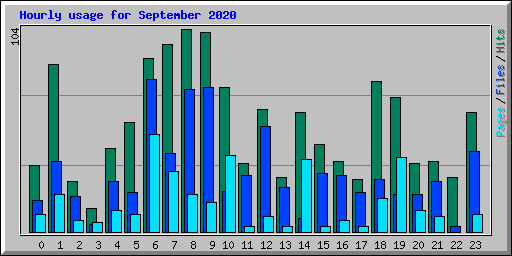 Hourly usage for September 2020
104
Pages/Files/Hits
0 1 2 3 4 5 6 7 8 9 10 11 12 13 14 15 16 17 18 19 20 21 22 23